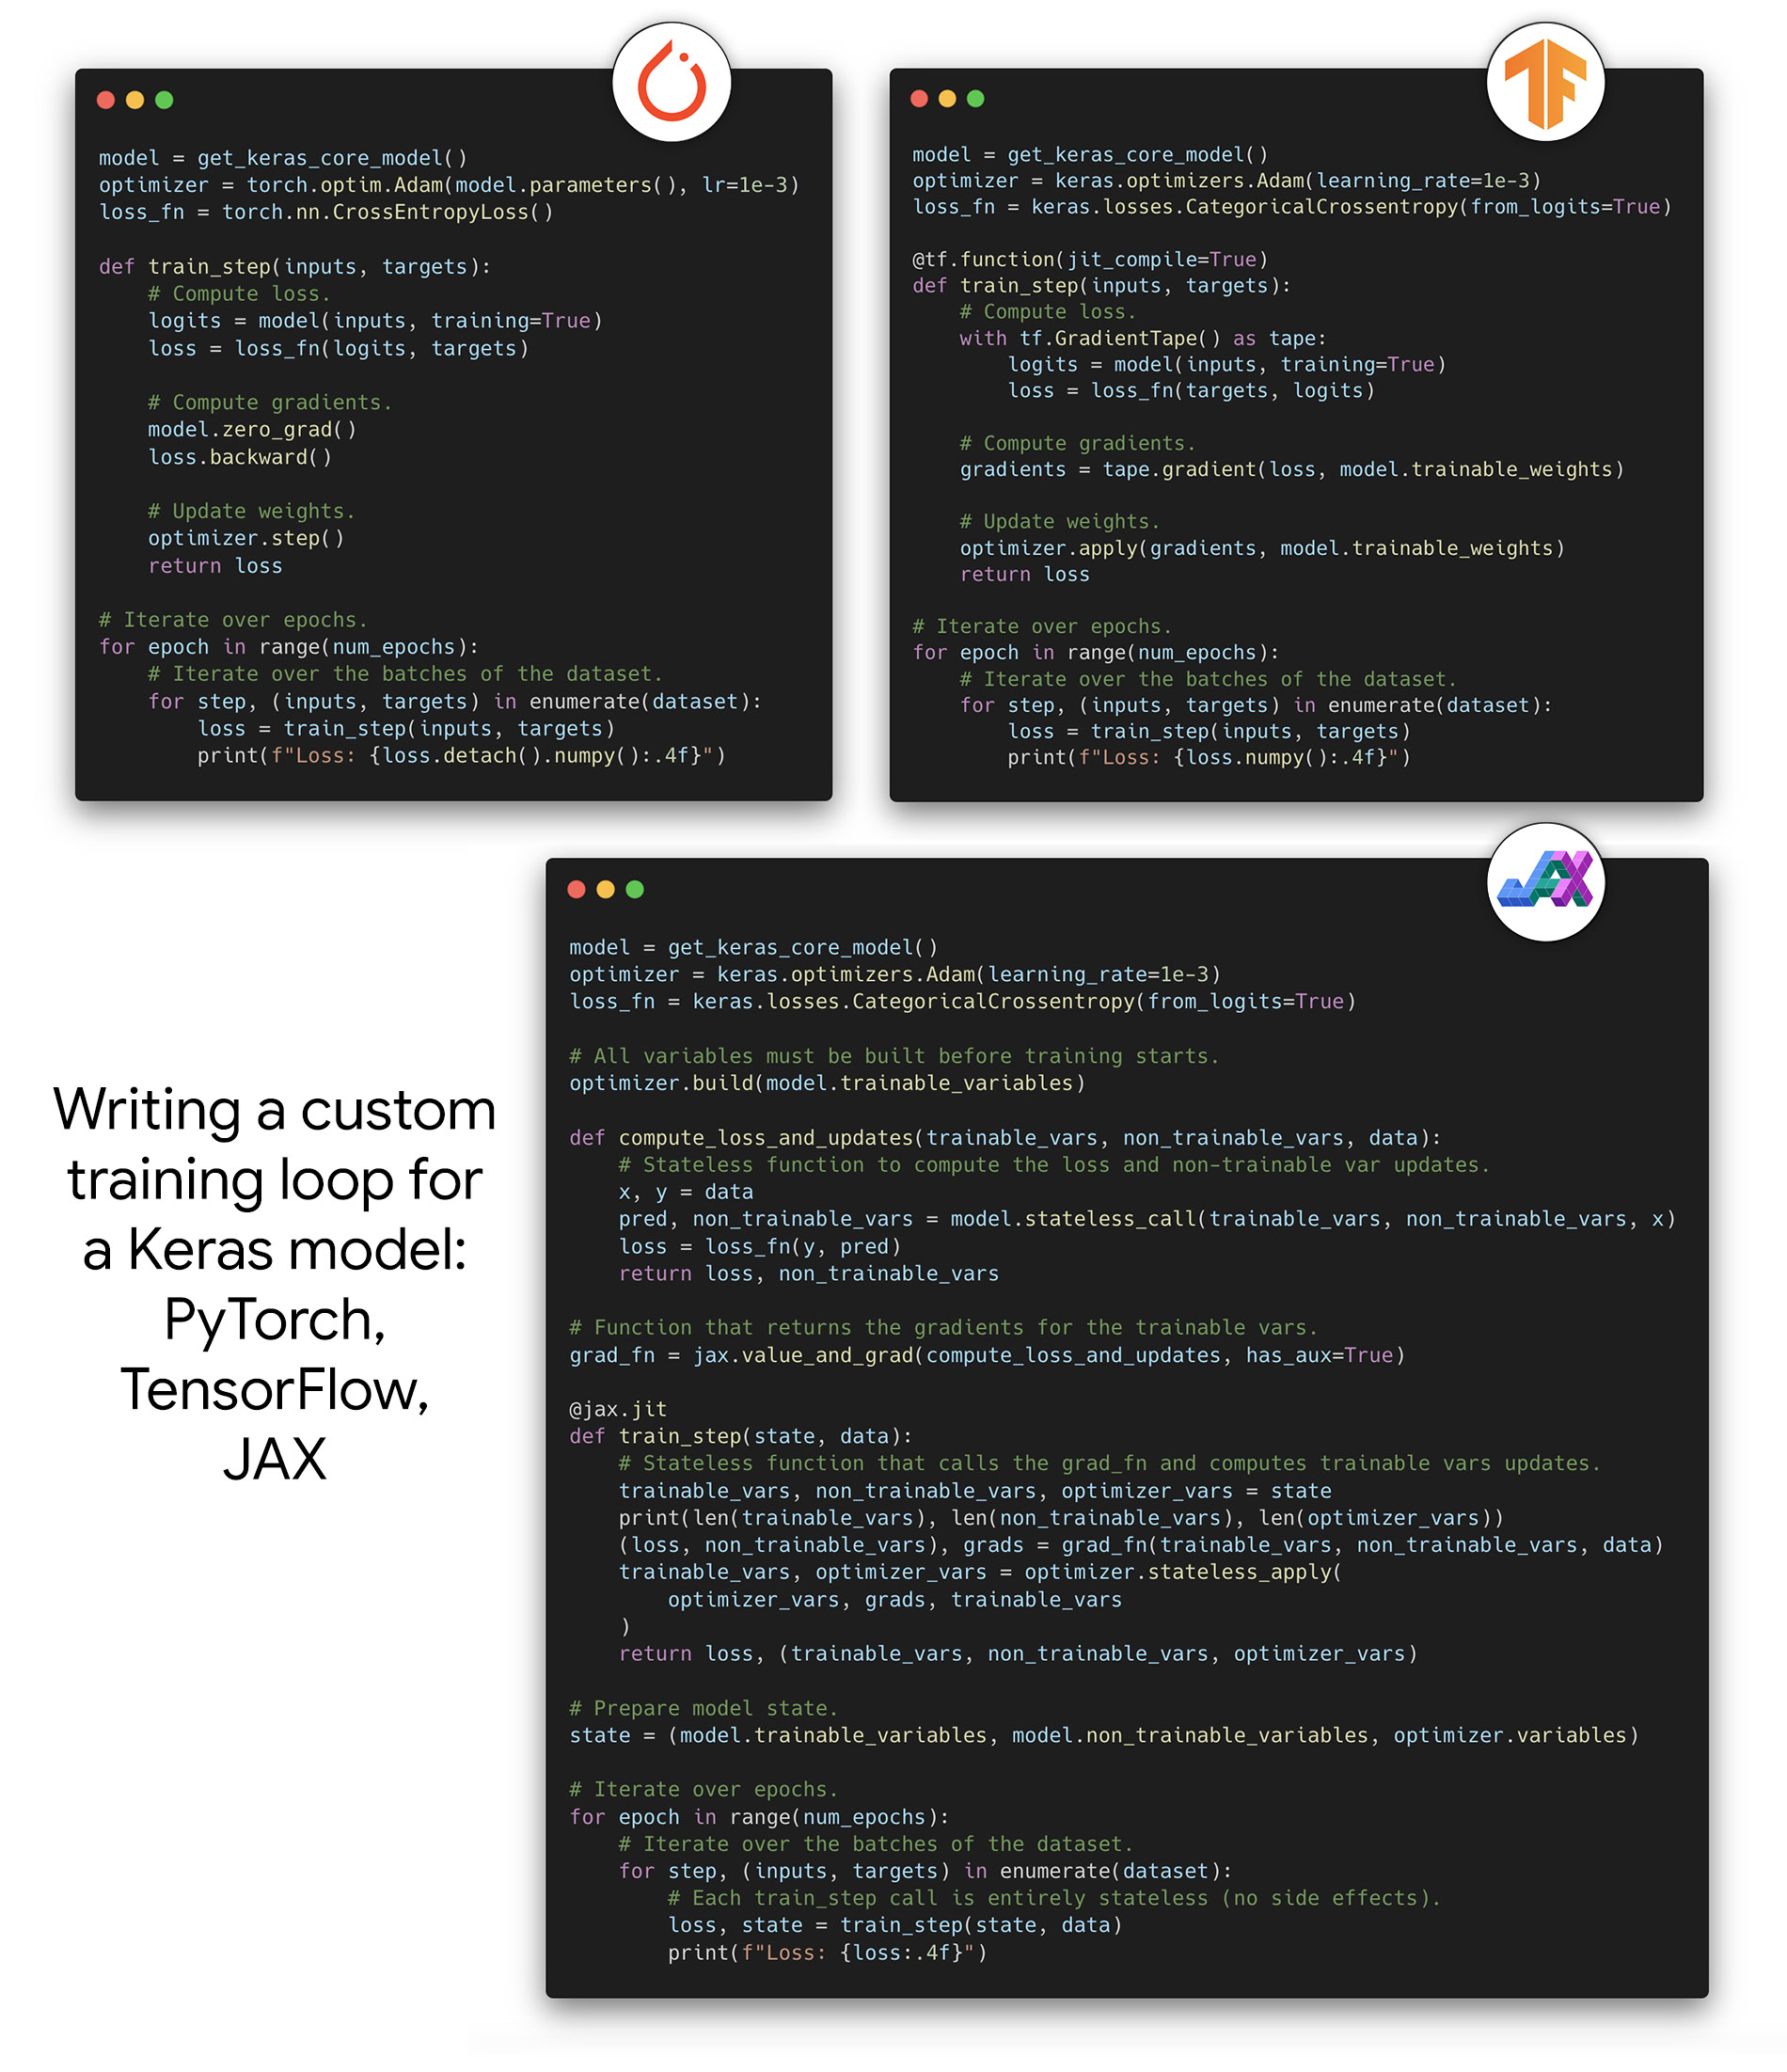 model = get_keras_core_model()
optimizer = torch.optim.Adam(model.parameters(), lr=1e-3)
loss_fn = torch.nn.CrossEntropyLoss()

def train_step(inputs, targets):
    # Compute loss.
    logits = model(inputs, training=True)
    loss = loss_fn(logits, targets)

    # Compute gradients.
    model.zero_grad()
    loss.backward()

    # Update weights.
    optimizer.step()
    return loss

# Iterate over epochs.
for epoch in range(num_epochs):
    # Iterate over the batches of the dataset.
    for step, (inputs, targets) in enumerate(dataset):
        loss = train_step(inputs, targets)
        print(f"Loss: {loss.detach().numpy():.4f}")

TF
model = get_keras_core_model()
optimizer = keras.optimizers.Adam(learning_rate=1e-3)
loss_fn = keras.losses.CategoricalCrossentropy(from_logits=True)

@tf.function(jit_compile=True)
def train_step(inputs, targets):
    # Compute loss.
    with tf.GradientTape() as tape:
        logits = model(inputs, training=True)
        loss = loss_fn(targets, logits)

    # Compute gradients.
    gradients = tape.gradient(loss, model.trainable_weights)

    # Update weights.
    optimizer.apply(gradients, model.trainable_weights)
    return loss

# Iterate over epochs.
for epoch in range(num_epochs):
    # Iterate over the batches of the dataset.
    for step, (inputs, targets) in enumerate(dataset):
        loss = train_step(inputs, targets)
        print(f"Loss: {loss.numpy():.4f}")

Writing a custom
training loop for
a Keras model:
PyTorch,
TensorFlow,
JAX

JAX
model = get_keras_core_model()
optimizer = keras.optimizers.Adam(learning_rate=1e-3)
loss_fn = keras.losses.CategoricalCrossentropy(from_logits=True)

# All variables must be built before training starts.
optimizer.build(model.trainable_variables)

def compute_loss_and_updates(trainable_vars, non_trainable_vars, data):
    # Stateless function to compute the loss and non-trainable var updates.
    x, y = data
    pred, non_trainable_vars = model.stateless_call(trainable_vars, non_trainable_vars, x)
    loss = loss_fn(y, pred)
    return loss, non_trainable_vars

# Function that returns the gradients for the trainable vars.
grad_fn = jax.value_and_grad(compute_loss_and_updates, has_aux=True)

@jax.jit
def train_step(state, data):
    # Stateless function that calls the grad_fn and computes trainable vars updates.
    trainable_vars, non_trainable_vars, optimizer_vars = state
    print(len(trainable_vars), len(non_trainable_vars), len(optimizer_vars))
    (loss, non_trainable_vars), grads = grad_fn(trainable_vars, non_trainable_vars, data)
    trainable_vars, optimizer_vars = optimizer.stateless_apply(
        optimizer_vars, grads, trainable_vars
    )
    return loss, (trainable_vars, non_trainable_vars, optimizer_vars)

# Prepare model state.
state = (model.trainable_variables, model.non_trainable_variables, optimizer.variables)

# Iterate over epochs.
for epoch in range(num_epochs):
    # Iterate over the batches of the dataset.
    for step, (inputs, targets) in enumerate(dataset):
        # Each train_step call is entirely stateless (no side effects).
        loss, state = train_step(state, data)
        print(f"Loss: {loss:.4f}")